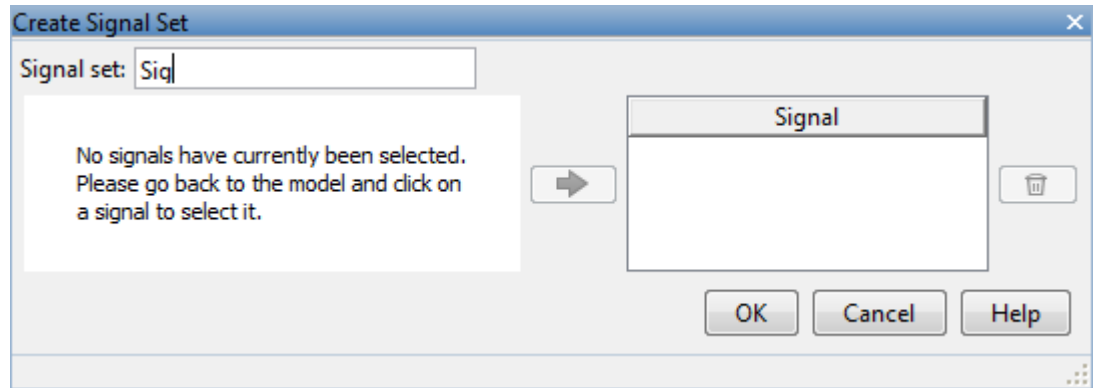 Create Signal Set
Signal set: Sig
No signals have currently been selected.
Please go back to the model and click on
a signal to select it.
Signal
OK Cancel Help